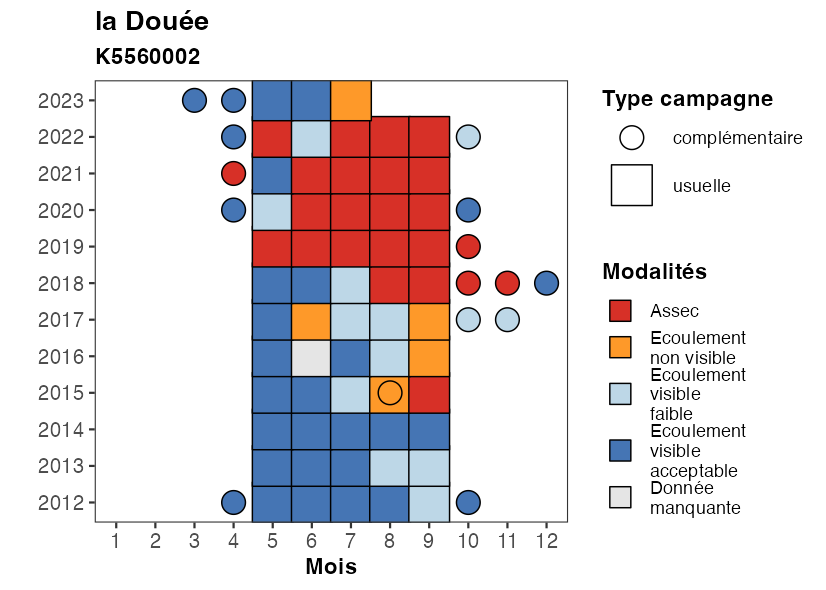 la Douée
K5560002
2023
2022
2021
2020
2019
2018
2017
2016
2015
2014
2013
2012
1 2 3 4 5 6 7 8 9 10 11 12
Mois
Type campagne
complémentaire
usuelle
Modalités
Assec
Ecoulement
non visible
Ecoulement
visible
faible
Ecoulement
visible
acceptable
Donnée
manquante